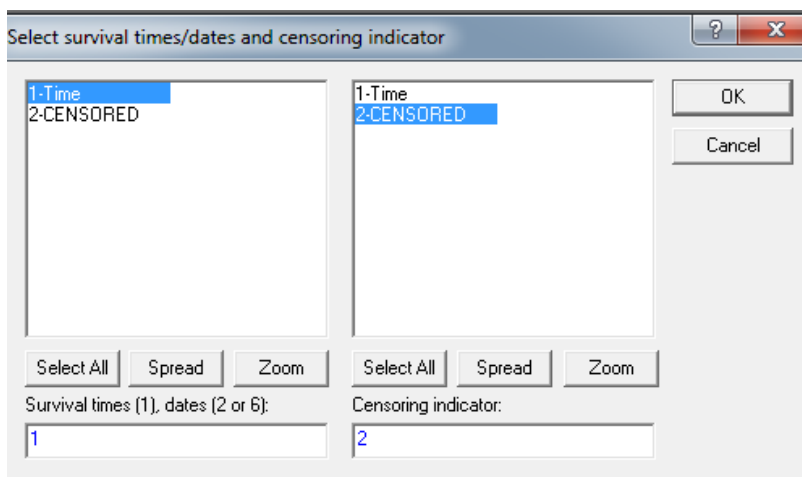 Select survival times/dates and censoring indicator
1-Time
2-CENSORED
1-Time
2-CENSORED
OK
Cancel
Select All Spread Zoom
Select All Spread Zoom
Survival times (1), dates (2 or 6):
Censoring indicator:
1
2